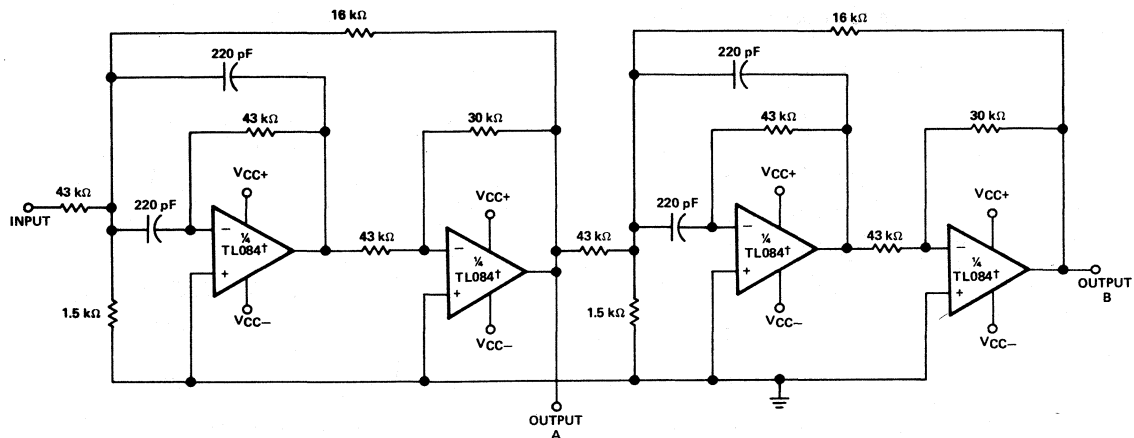 16 kΩ
16 kΩ
220 pF
220 pF
43 kΩ
30 kΩ
43 kΩ
30 kΩ
VCC+
VCC+
VCC+
VCC+
43 kΩ
INPUT
220 pF
220 pF
−
¼
TL084†
+
43 kΩ
−
¼
TL084†
+
43 kΩ
−
¼
TL084†
+
43 kΩ
−
¼
TL084†
+
OUTPUT
B
1.5 kΩ
VCC−
VCC−
1.5 kΩ
VCC−
VCC−
OUTPUT
A